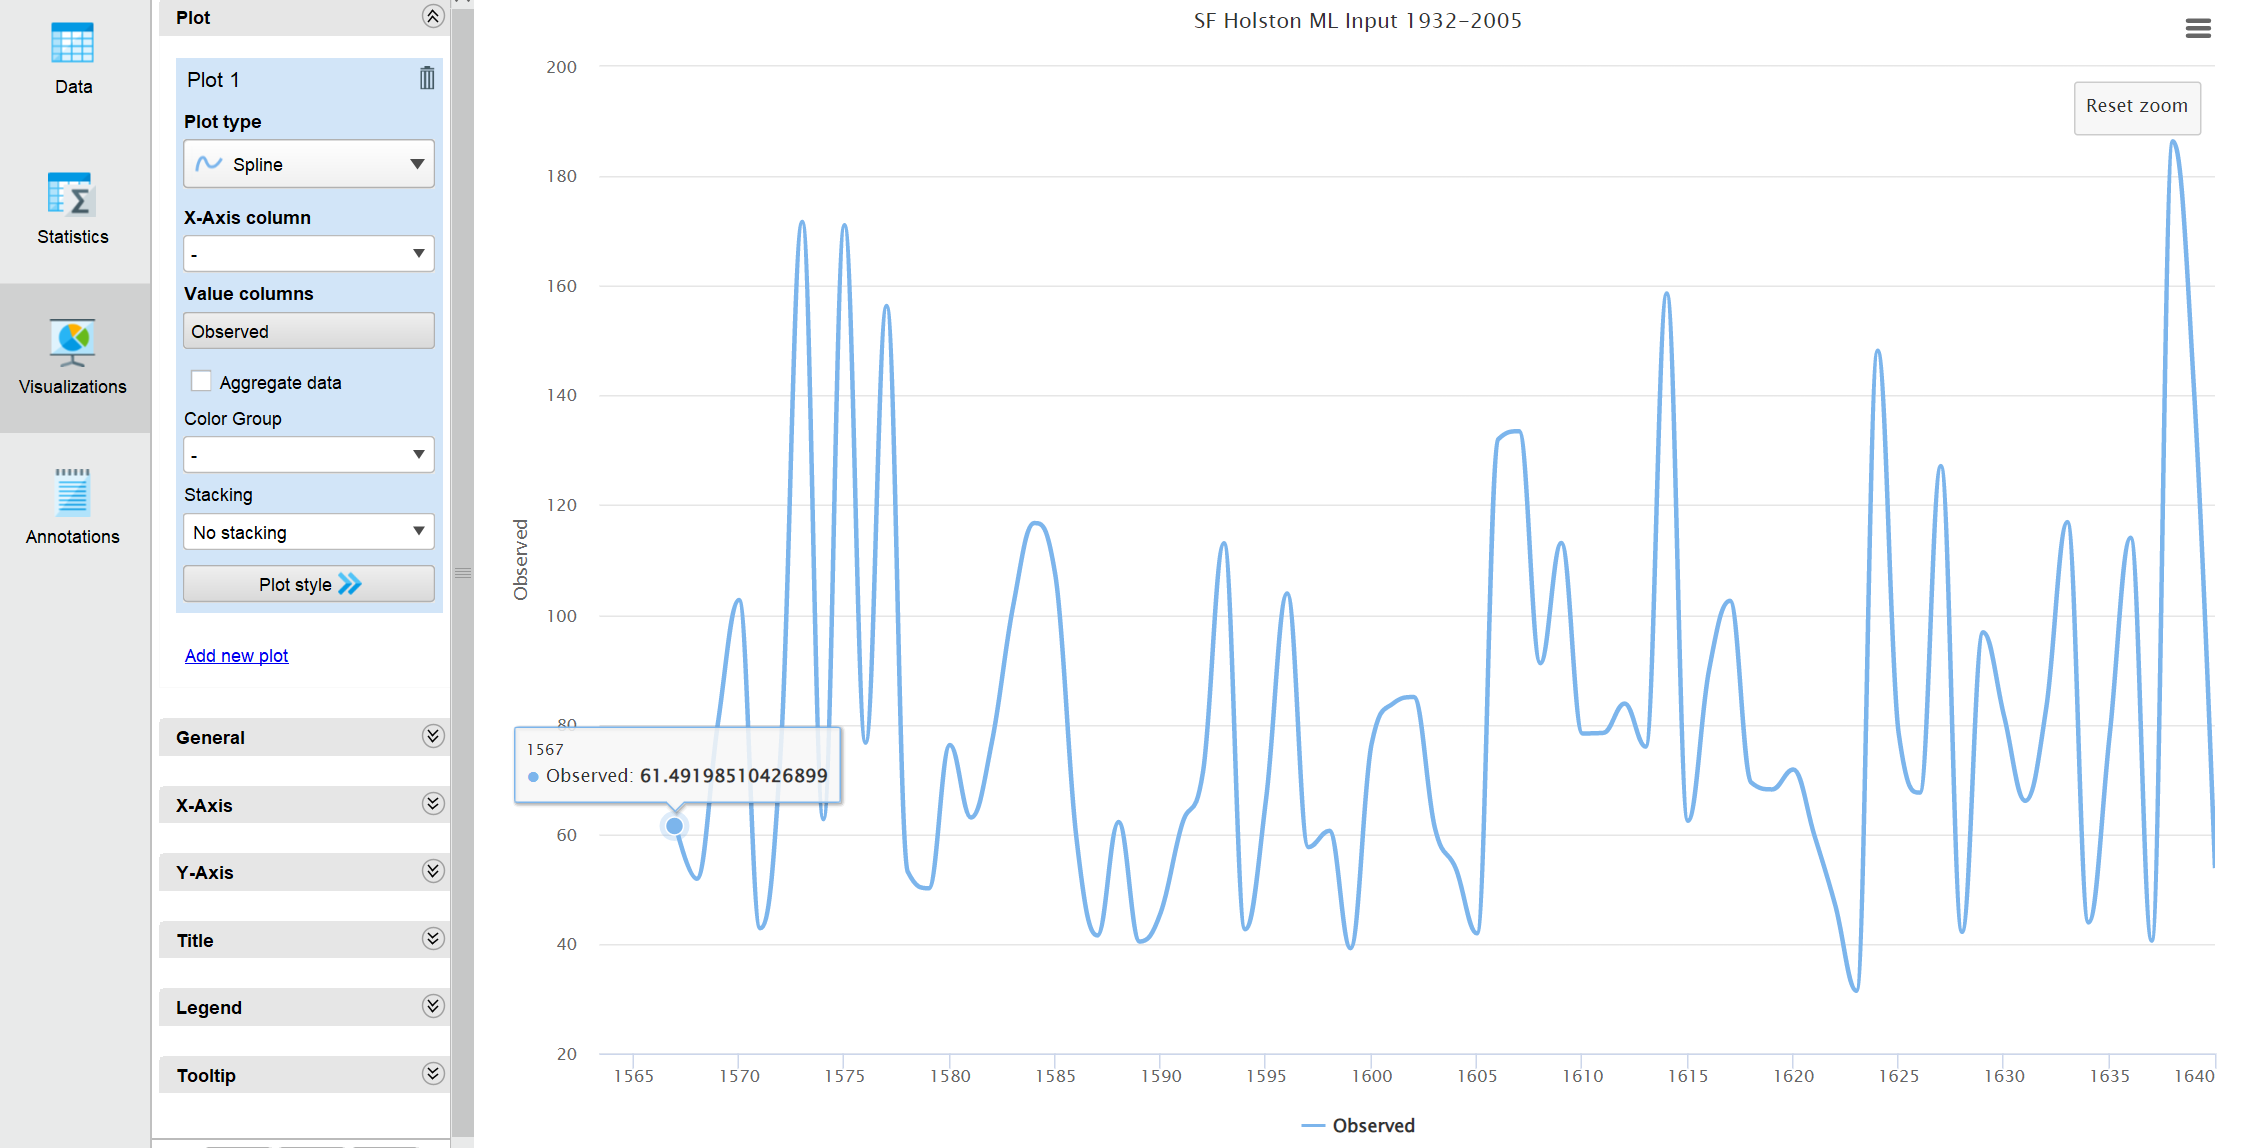 Data
Statistics
Visualizations
Annotations
Plot
Plot 1
Plot type
Spline
X-Axis column
-
Value columns
Observed
Aggregate data
Color Group
-
Stacking
No stacking
Plot style
Add new plot
General
X-Axis
Y-Axis
Title
Legend
Tooltip
SF Holston ML Input 1932-2005
Reset zoom
Observed
200
180
160
140
120
100
80
60
40
20
1567
Observed: 61.49198510426899
1565 1570 1575 1580 1585 1590 1595 1600 1605 1610 1615 1620 1625 1630 1635 1640
Observed